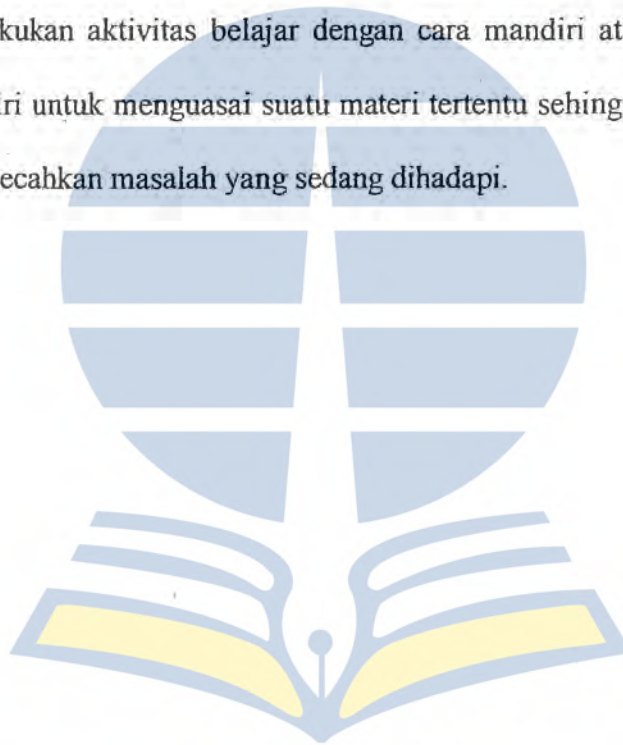 kukan aktivitas belajar dengan cara mandiri at
iri untuk menguasai suatu materi tertentu sehing
ecahkan masalah yang sedang dihadapi.